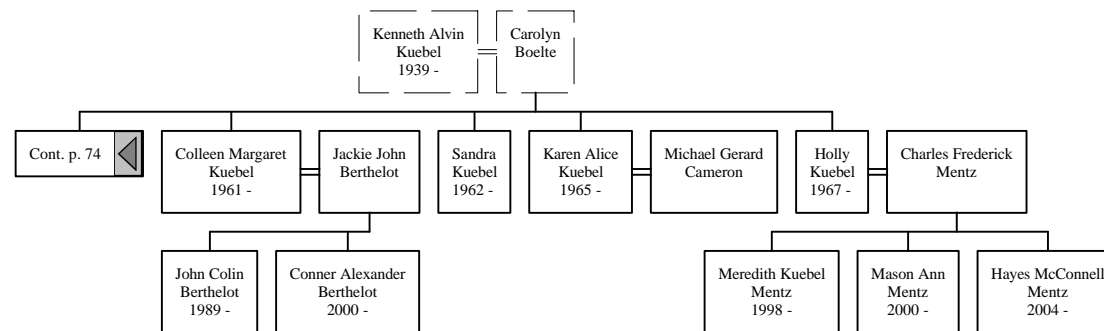 Kenneth Alvin
Kuebel
1939 -
Carolyn
Boelte
Cont. p. 74
Colleen Margaret
Kuebel
1961 -
Jackie John
Berthelot
Sandra
Kuebel
1962 -
Karen Alice
Kuebel
1965 -
Michael Gerard
Cameron
Holly
Kuebel
1967 -
Charles Frederick
Mentz
John Colin
Berthelot
1989 -
Conner Alexander
Berthelot
2000 -
Meredith Kuebel
Mentz
1998 -
Mason Ann
Mentz
2000 -
Hayes McConnell
Mentz
2004 -